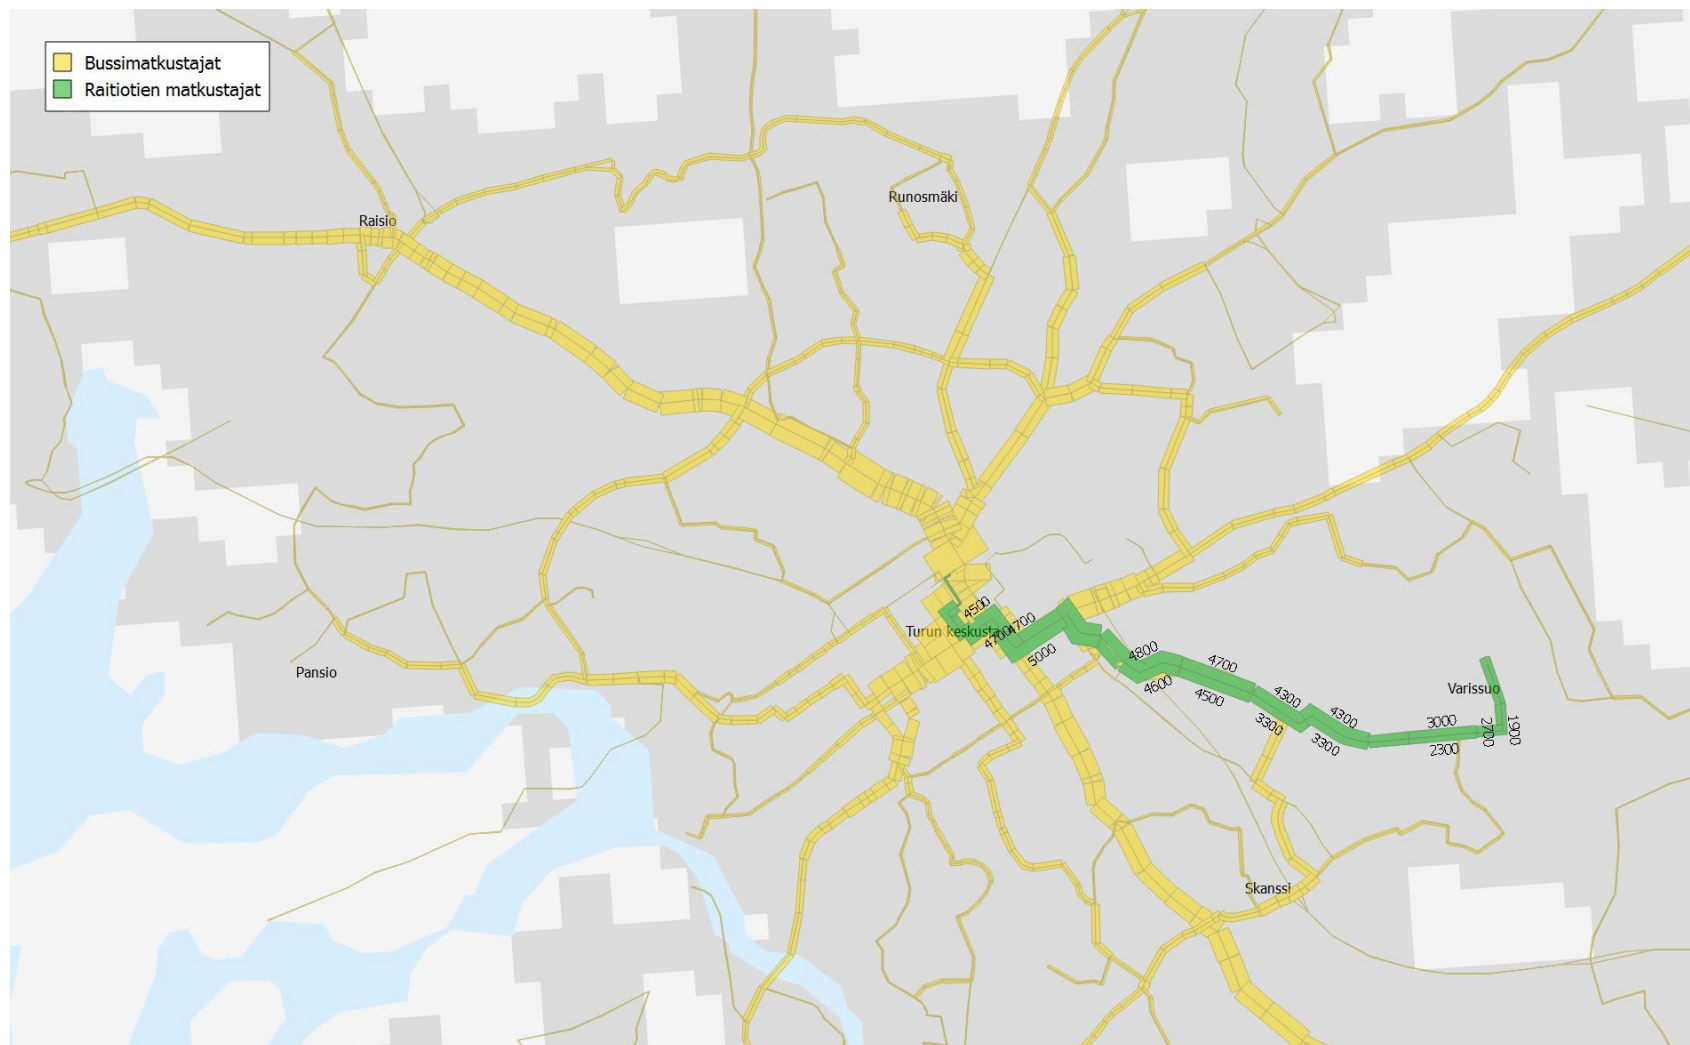 Bussimatkustajat
Raitiotien matkustajat
Runosmäki
Raisio
4500
Turun keskusta
4700
4700
5000
4800
4600
4700
4500
Pansio
Varissuo
4300
4300
3300
3300
3000
2300
2700
1900
Skanssi